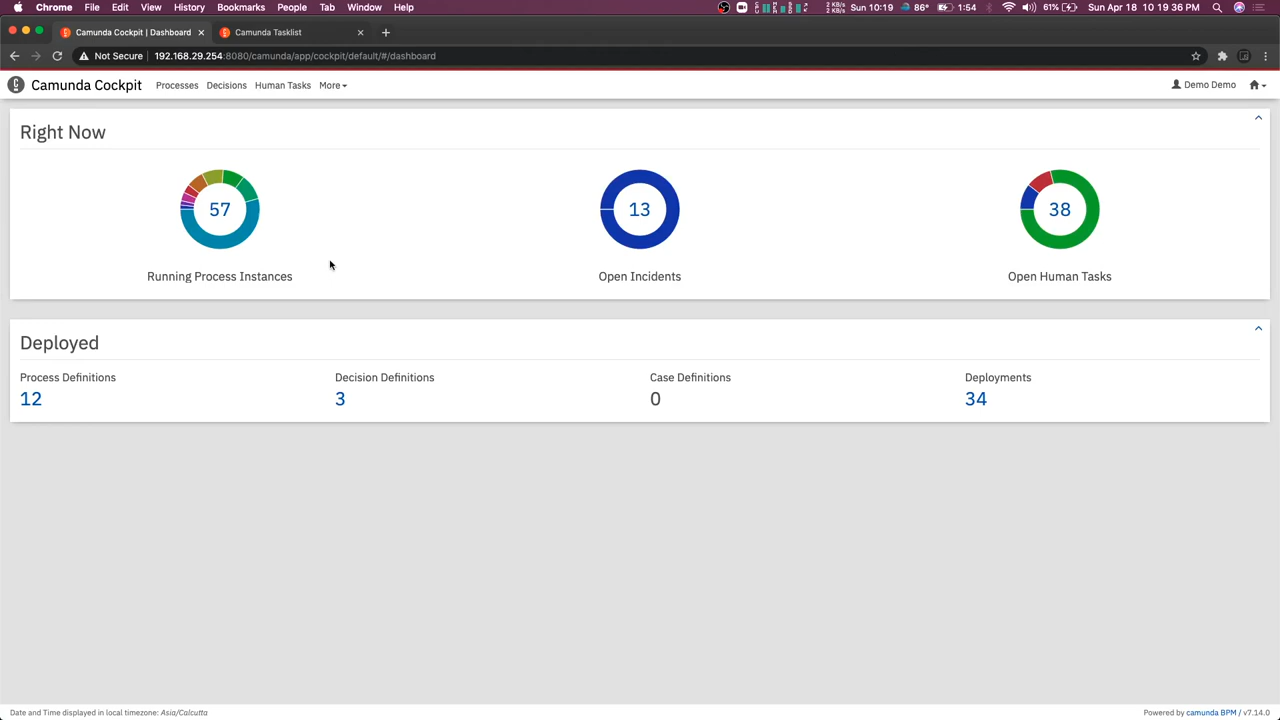 Chrome File Edit View History Bookmarks People Tab Window Help 2 KB/s 2 KB/s Sun 10:19 86° 1:54 61% Sun Apr 18 10 19 36 PM
Camunda Cockpit | Dashboard Camunda Tasklist
Not Secure 192.168.29.254:8080/camunda/app/cockpit/default/#/dashboard
Camunda Cockpit Processes Decisions Human Tasks More Demo Demo
Right Now
57 13 38
Running Process Instances Open Incidents Open Human Tasks
Deployed
Process Definitions Decision Definitions Case Definitions Deployments
12 3 0 34
Date and Time displayed in local timezone: Asia/Calcutta Powered by camunda BPM / v7.14.0